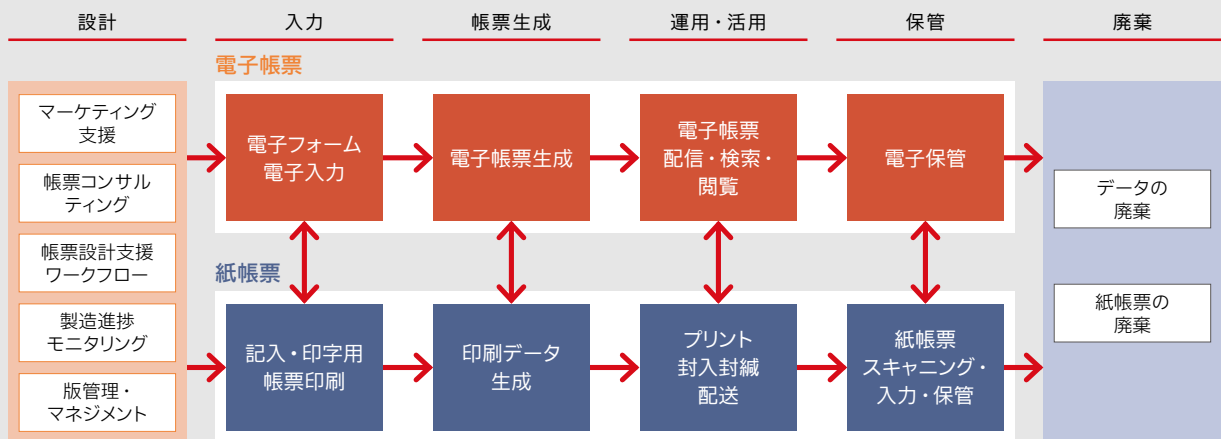 設計
入力
帳票生成
運用・活用
保管
廃棄
マーケティング
支援
帳票コンサル
ティング
帳票設計支援
ワークフロー
製造進捗
モニタリング
版管理・
マネジメント
電子帳票
電子フォーム
電子入力
電子帳票生成
電子帳票
配信・検索・
閲覧
電子保管
紙帳票
記入・印字用
帳票印刷
印刷データ
生成
プリント
封入封緘
配送
紙帳票
スキャニング・
入力・保管
データの
廃棄
紙帳票の
廃棄